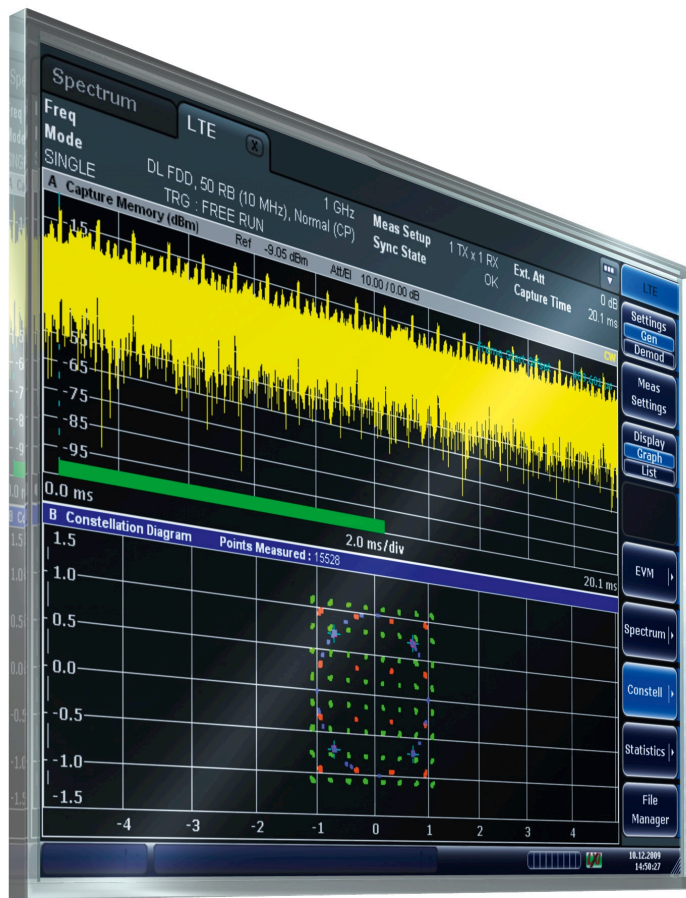 Spectrum
LTE
X
Freq
1 GHz
Meas Setup
1 TX x 1 RX
Ext. Att
0 dB
Mode
DL FDD, 50 RB (10 MHz), Normal (CP)
Sync State
OK
Capture Time
20.1 ms
SINGLE
TRG : FREE RUN
A Capture Memory (dBm)
Ref -9.05 dBm
Att/El 10.00 / 0.00 dB
CW
-15
-55
-65
-75
-85
-95
0.0 ms
2.0 ms/div
20.1 ms
B Constellation Diagram
Points Measured : 15528
1.5
1.0
0.5
0.0
-0.5
-1.0
-1.5
-4 -3 -2 -1 0 1 2 3 4
LTE
Settings
Gen
Demod
Meas
Settings
Display
Graph
List
EVM
Spectrum
Constell
Statistics
File
Manager
10.12.2009
14:50:27